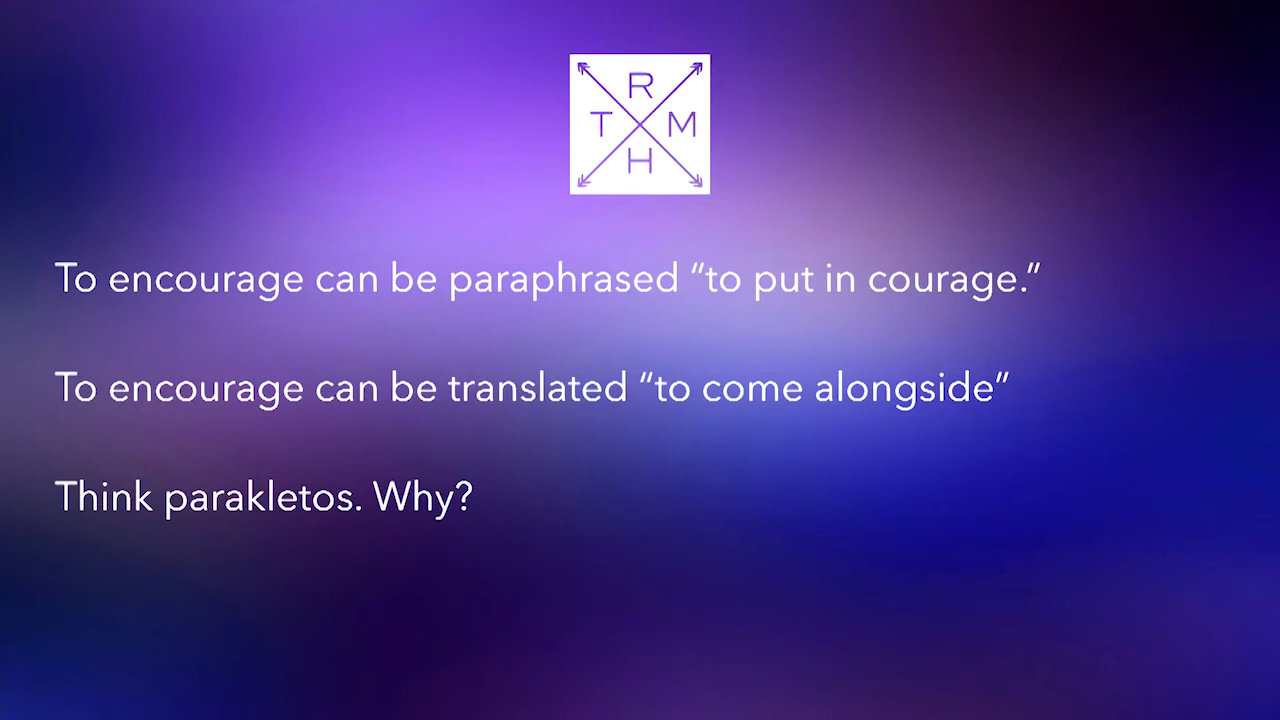 R
T M
H
To encourage can be paraphrased “to put in courage.”
To encourage can be translated “to come alongside”
Think parakletos. Why?